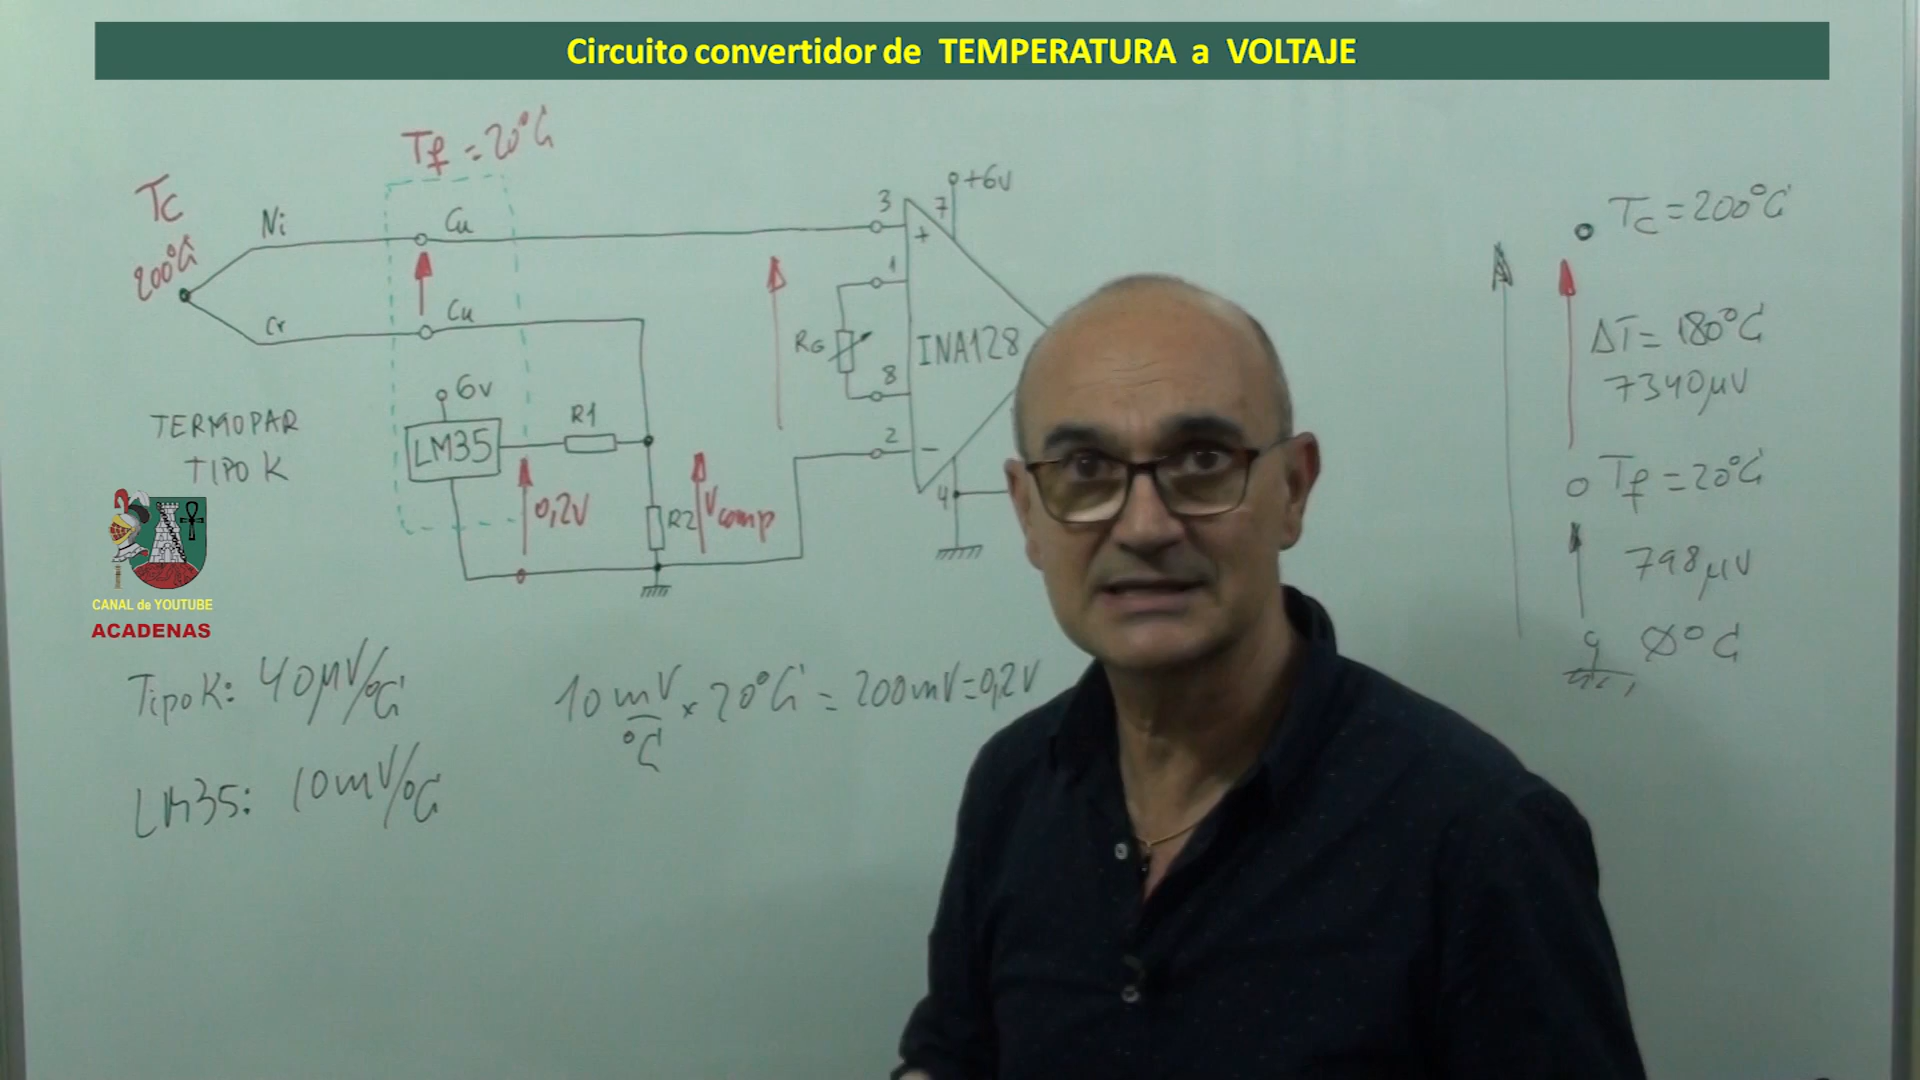 Circuito convertidor de TEMPERATURA a VOLTAJE
Tf = 20°C
Tc
200°C
Ni
Cu
Cr
Cu
6v
LM35
R1
0,2V
R2
Vcomp
TERMOPAR
TIPO K
3
7
+6v
+
1
RG
INA128
8
2
−
4
CANAL de YOUTUBE
ACADENAS
Tipo K: 40µV/°C
LM35: 10mV/°C
10 mV/°C × 20°C = 200mV = 0,2V
Tc = 200°C
ΔT = 180°C
7340µV
Tf = 20°C
798µV
0°C